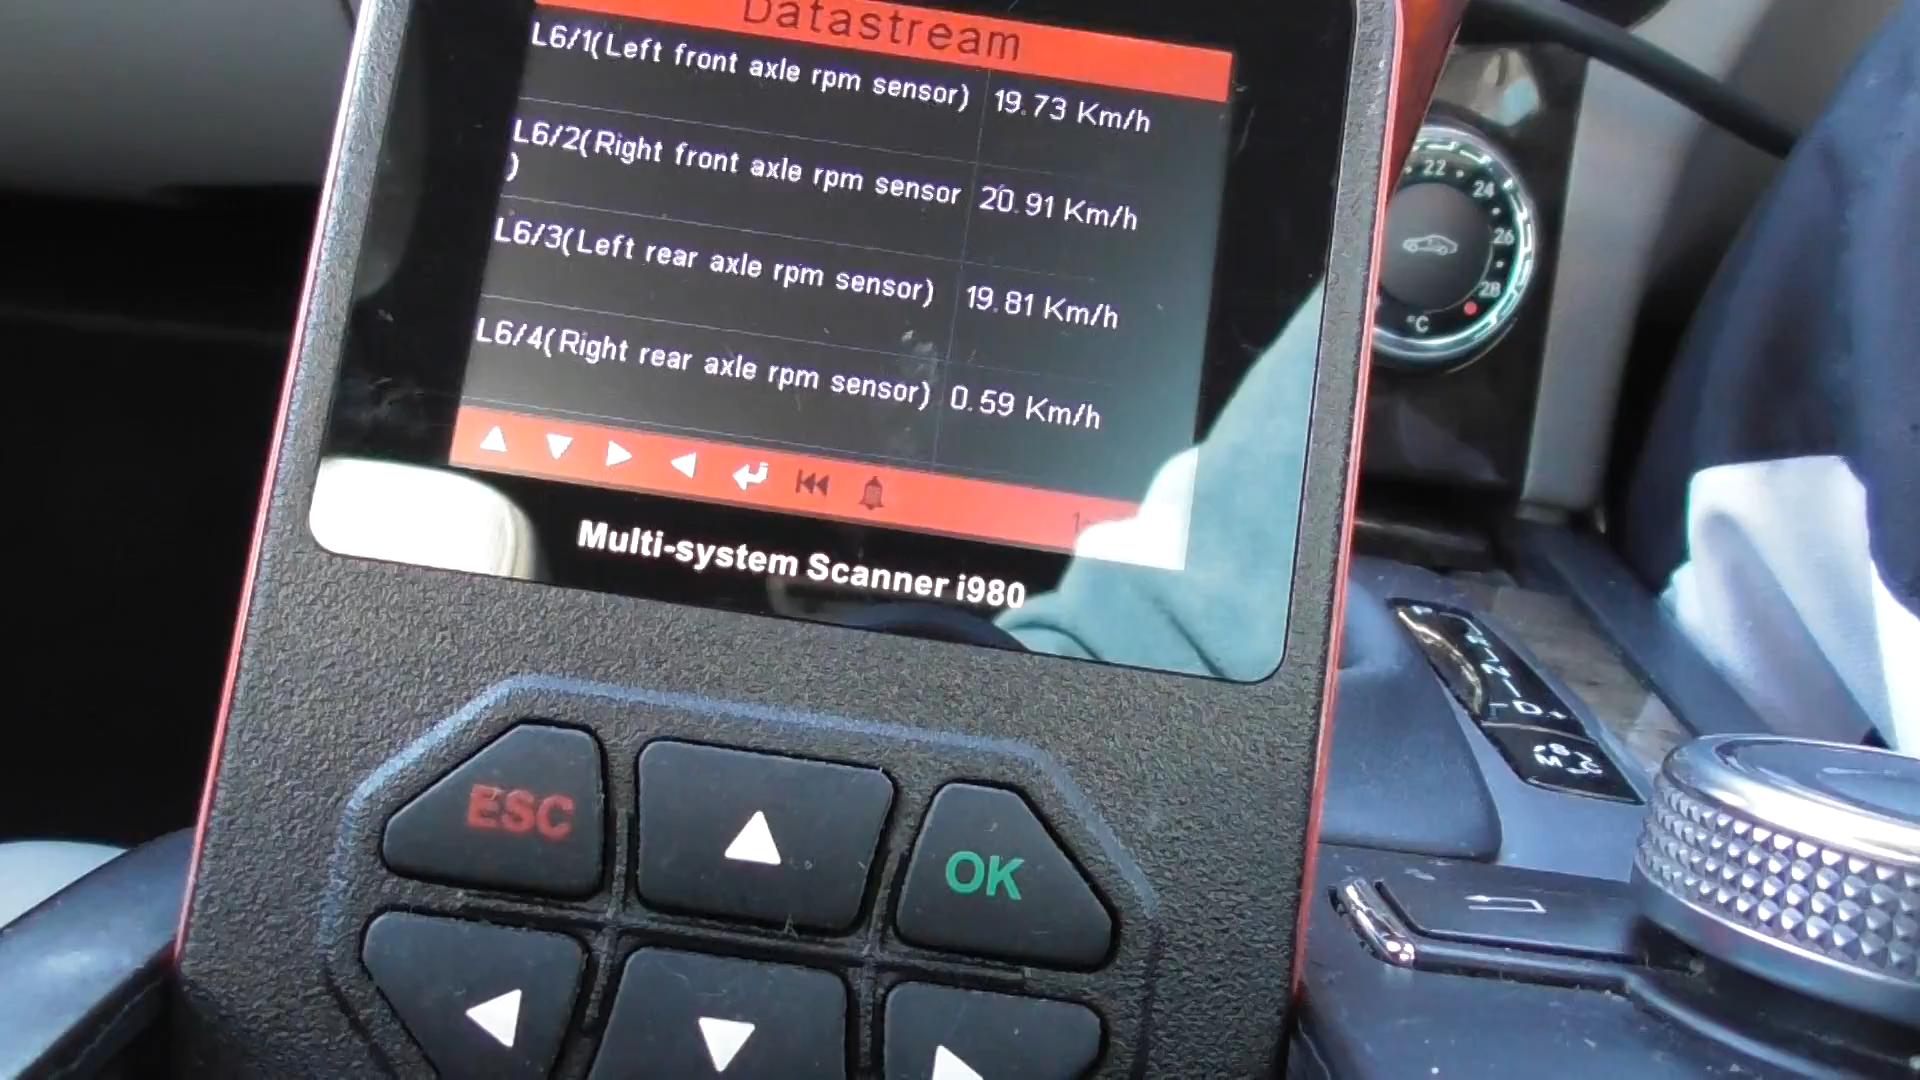 Datastream
L6/1(Left front axle rpm sensor) 19.73 Km/h
L6/2(Right front axle rpm sensor 20.91 Km/h
)
L6/3(Left rear axle rpm sensor) 19.81 Km/h
L6/4(Right rear axle rpm sensor) 0.59 Km/h
Multi-system Scanner i980
ESC
OK
22
24
26
28
°C
N
D+
S
M C